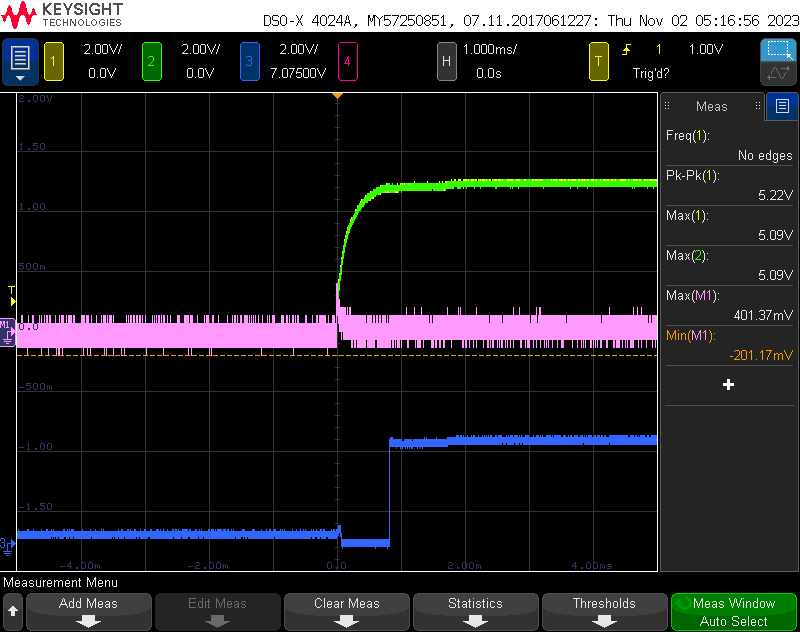 KEYSIGHT
TECHNOLOGIES
DSO-X 4024A, MY57250851, 07.11.2017061227: Thu Nov 02 05:16:56 2023
1 2.00V/ 2 2.00V/ 3 2.00V/ 4 H 1.000ms/ T 1 1.00V
0.0V 0.0V 7.07500V 0.0s Trig'd?
2.00V
1.50
1.00
500m
T
M1 0.0
-500m
-1.00
-1.50
3
-4.00m -2.00m 0.0 2.00m 4.00ms
Meas
Freq(1):
No edges
Pk-Pk(1):
5.22V
Max(1):
5.09V
Max(2):
5.09V
Max(M1):
401.37mV
Min(M1):
-201.17mV
Measurement Menu
Add Meas Edit Meas Clear Meas Statistics Thresholds Meas Window
Auto Select